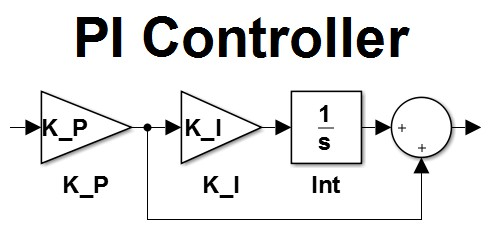 PI Controller
K_P
K_I
1
s
+
+
K_P
K_I
Int